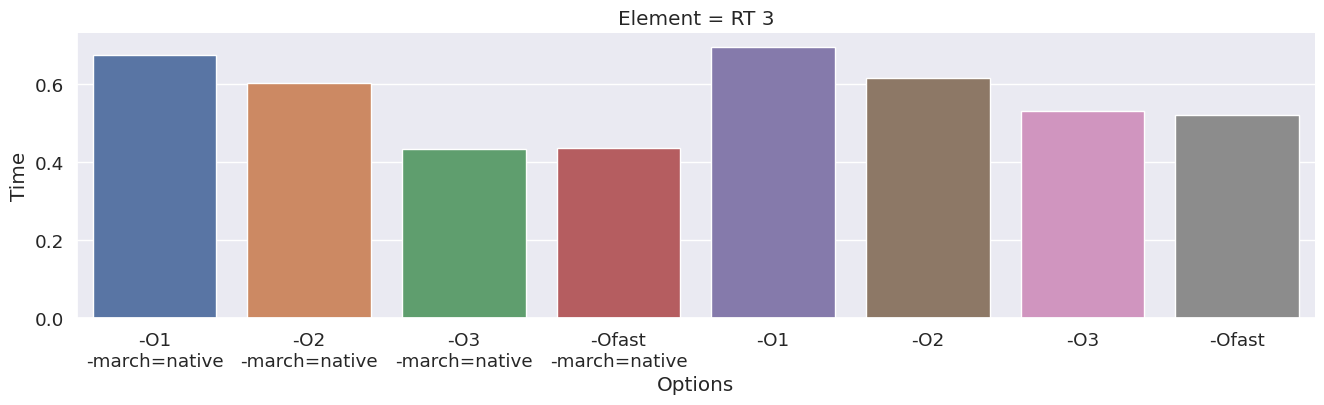 Element = RT 3
Time
0.6
0.4
0.2
0.0
-O1
-march=native
-O2
-march=native
-O3
-march=native
-Ofast
-march=native
-O1
-O2
-O3
-Ofast
Options